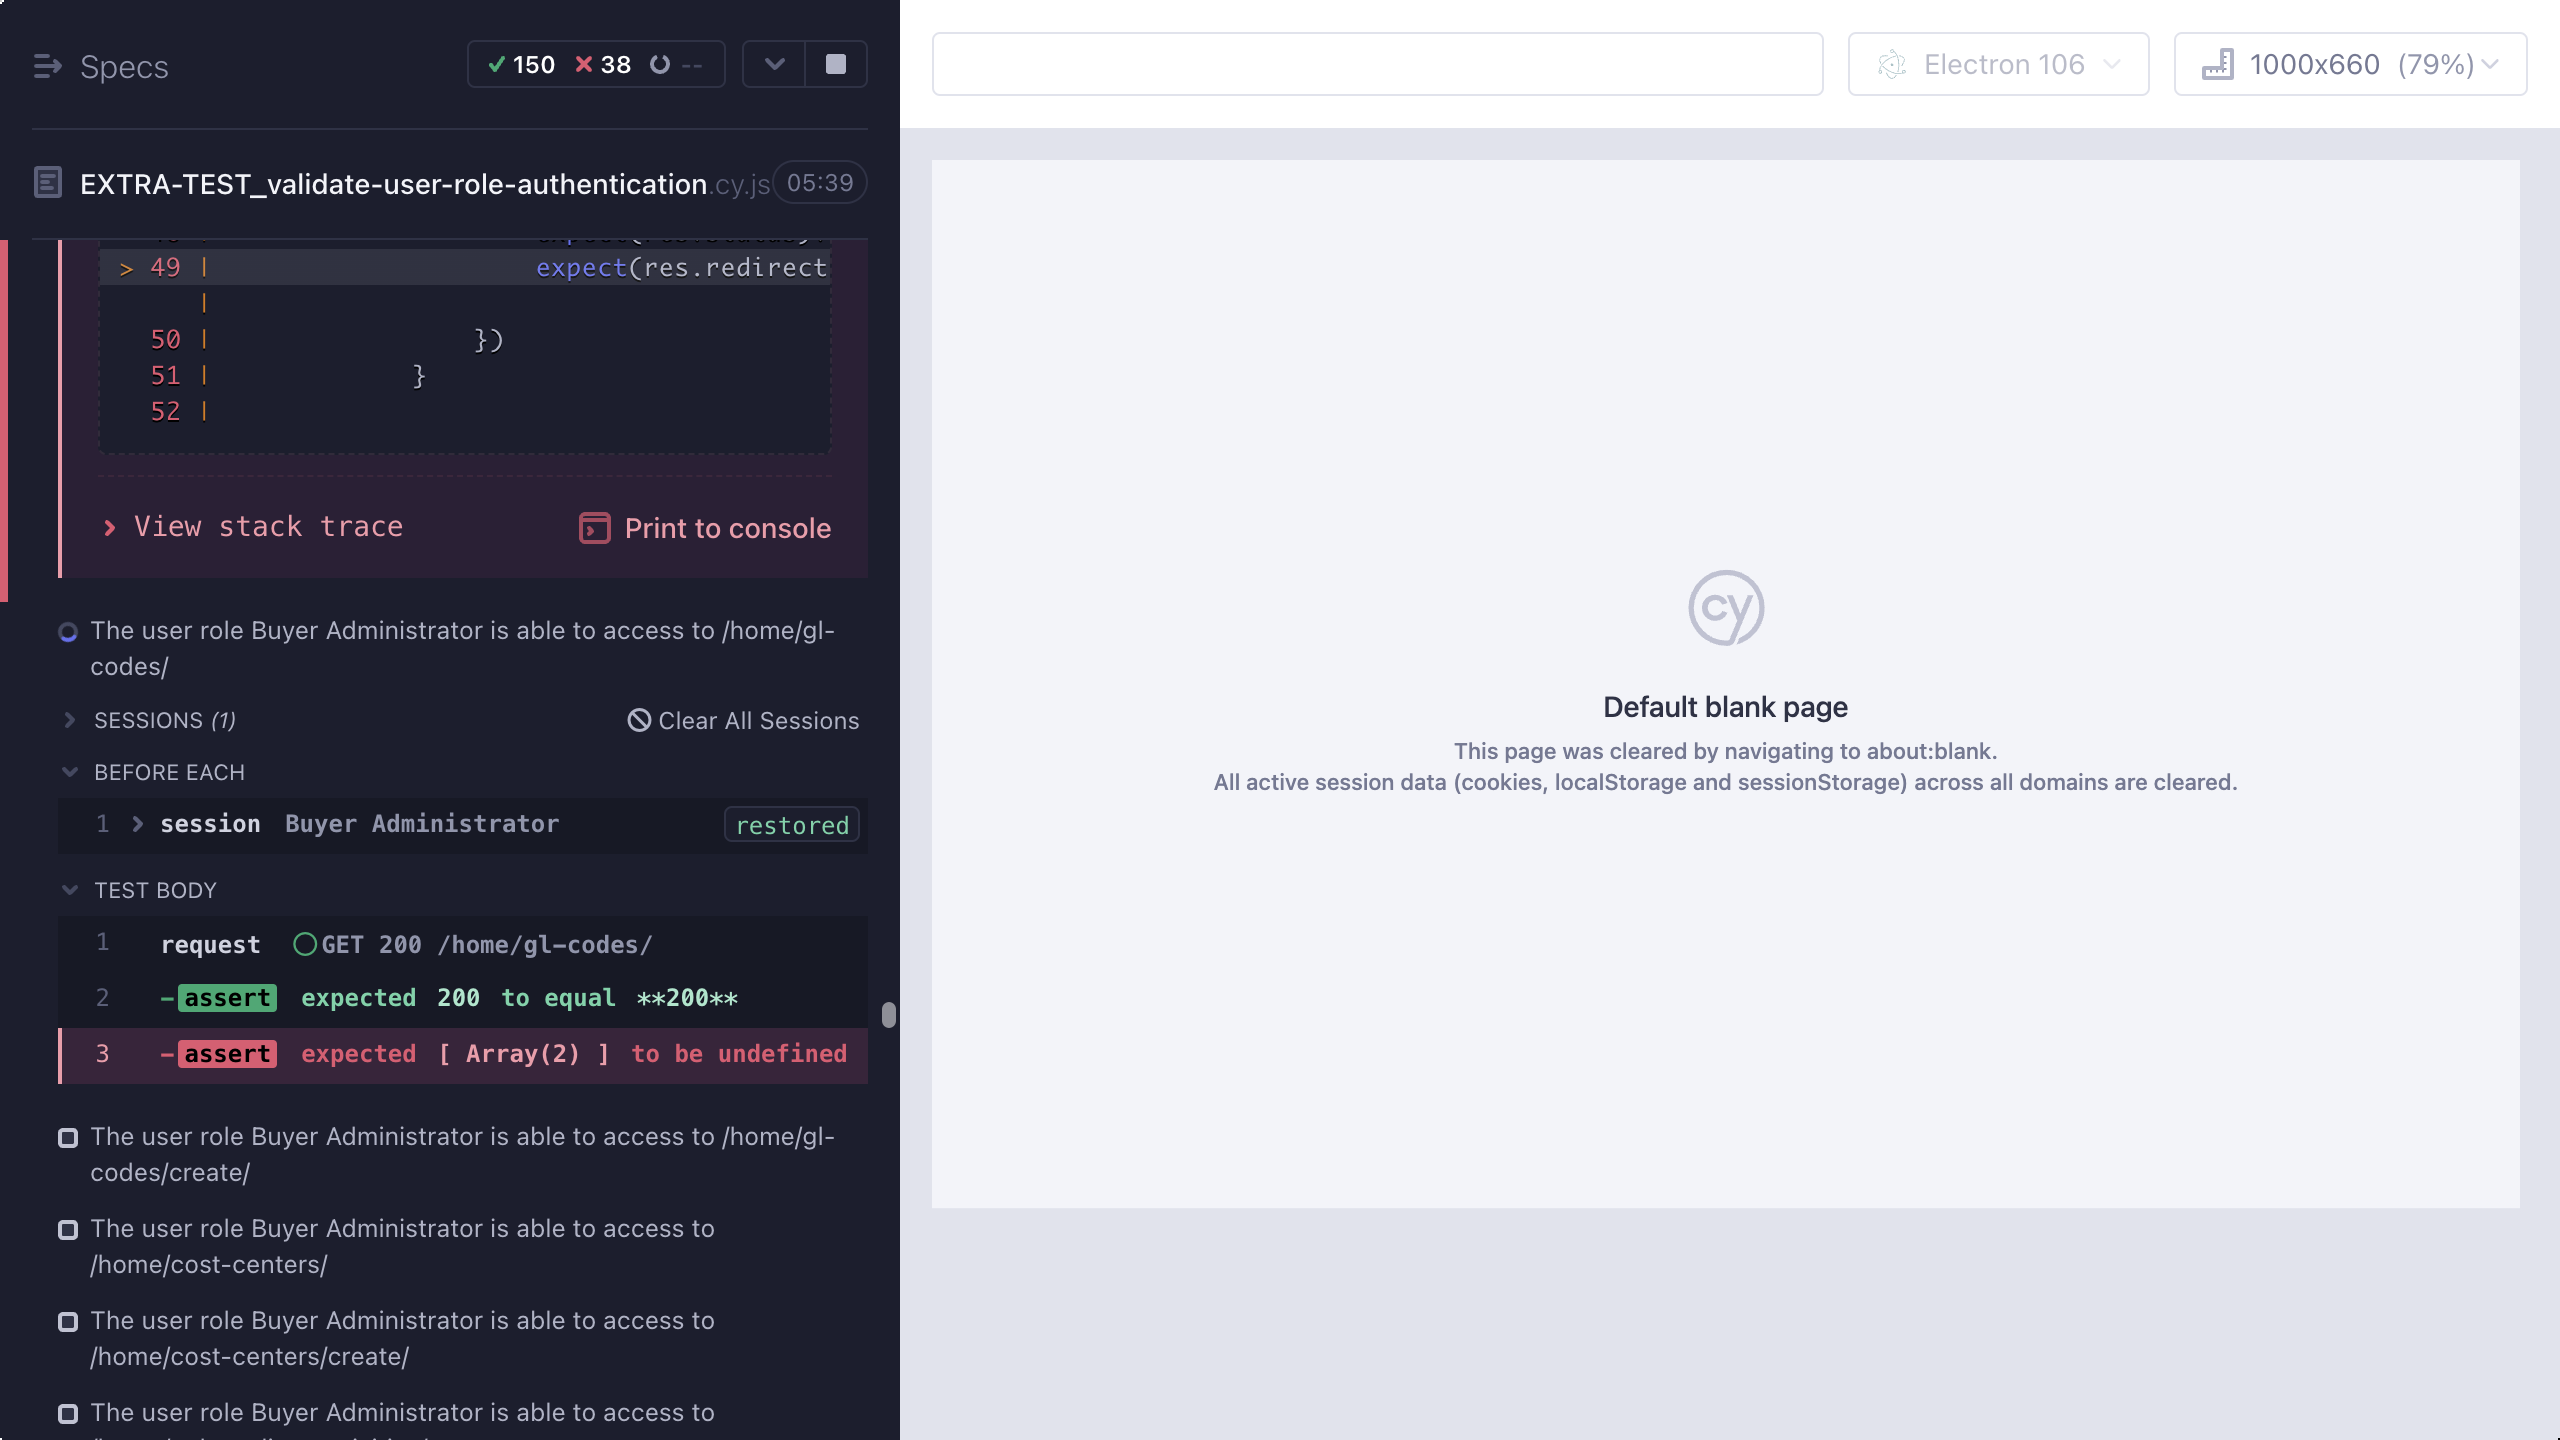 Specs
150 38 --
EXTRA-TEST_validate-user-role-authentication.cy.js 05:39
> 49 | expect(res.redirect
|
50 | })
51 | }
52 |
View stack trace
Print to console
The user role Buyer Administrator is able to access to /home/gl-
codes/
SESSIONS (1)
Clear All Sessions
BEFORE EACH
1 session Buyer Administrator restored
TEST BODY
1 request GET 200 /home/gl-codes/
2 -assert expected 200 to equal **200**
3 -assert expected [ Array(2) ] to be undefined
The user role Buyer Administrator is able to access to /home/gl-
codes/create/
The user role Buyer Administrator is able to access to
/home/cost-centers/
The user role Buyer Administrator is able to access to
/home/cost-centers/create/
The user role Buyer Administrator is able to access to
Electron 106
1000x660 (79%)
cy
Default blank page
This page was cleared by navigating to about:blank.
All active session data (cookies, localStorage and sessionStorage) across all domains are cleared.